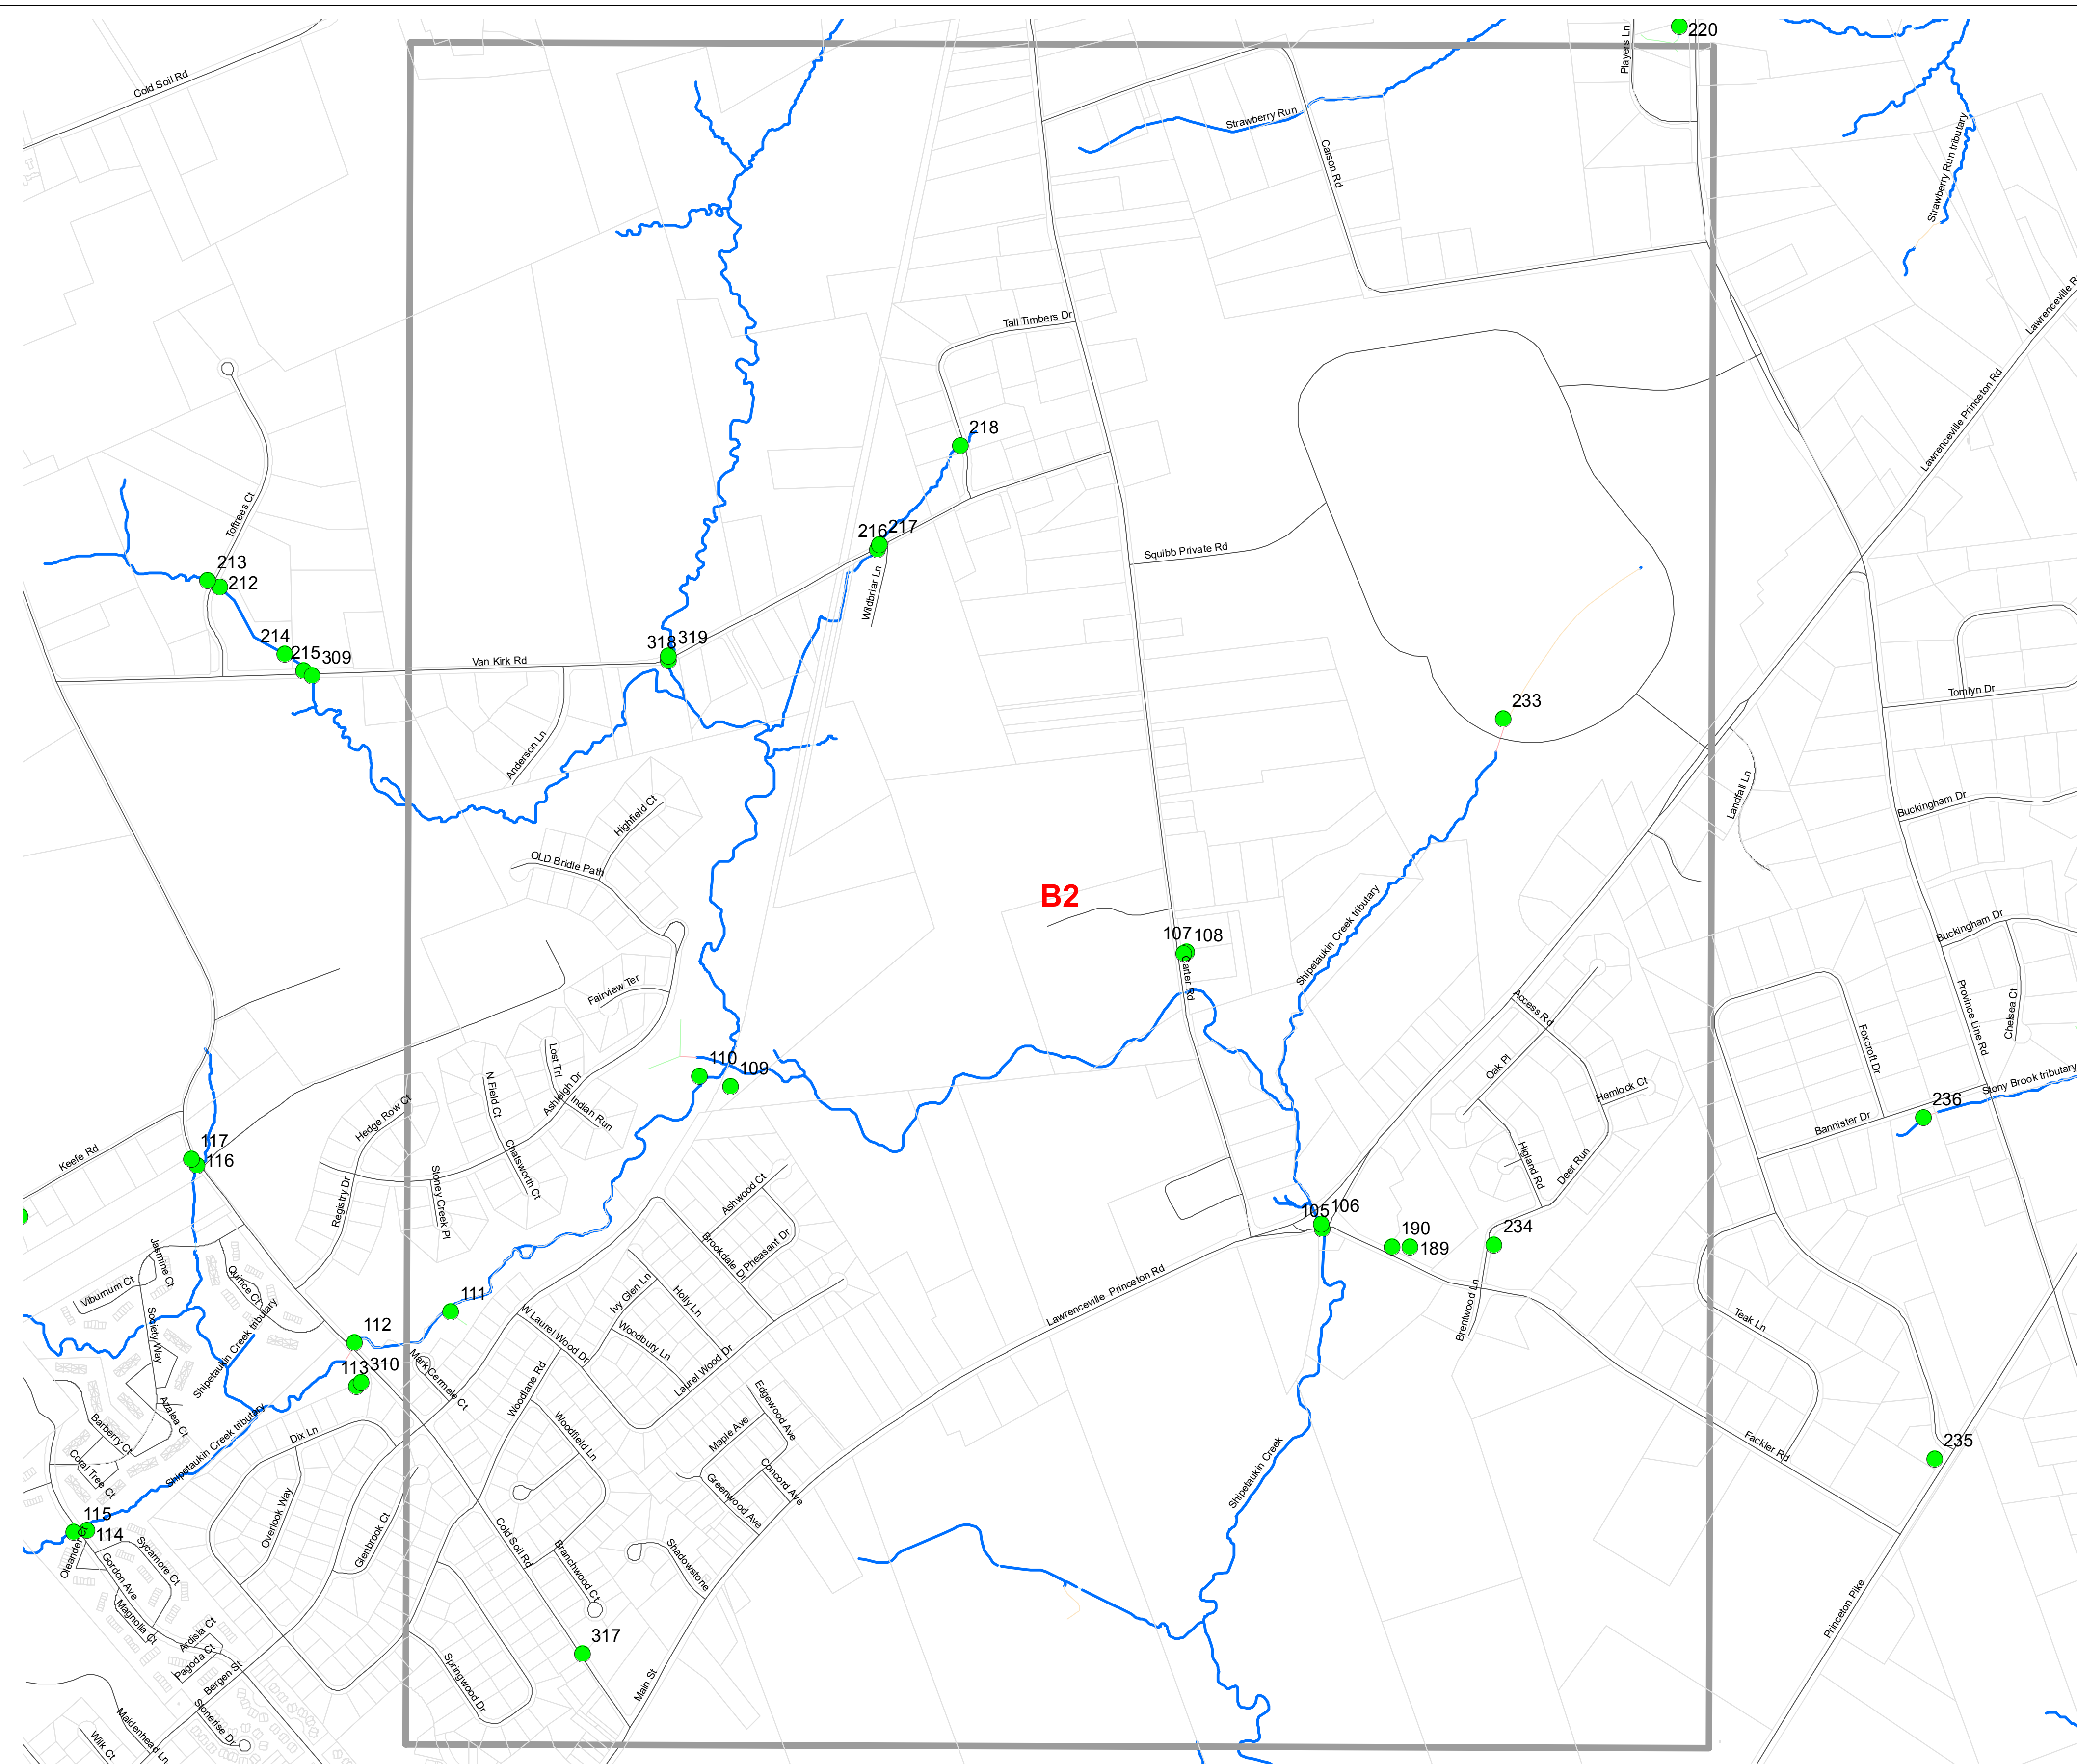 220
Players Ln
Cold Soil Rd
Strawberry Run
Carson Rd
Strawberry Run tributary
Lawrenceville R
Tall Timbers Dr
Lawrenceville Princeton Rd
218
Toftrees Ct
216
217
Squibb Private Rd
213
212
Wildbriar Ln
214
215
309
318
319
Van Kirk Rd
Tomlyn Dr
233
Anderson Ln
Landfall Ln
Buckingham Dr
Highfield Ct
OLD Bridle Path
B2
Shipetaukin Creek tributary
107
108
Carter Rd
Buckingham Dr
Fairview Ter
Access Rd
Province Line Rd
Chelsea Ct
Foxcroft Dr
Lost Trl
110
109
Oak Pl
Stony Brook tributary
N Field Ct
Ashleigh Dr
Indian Run
Hemlock Ct
236
Hedge Row Ct
Bannister Dr
117
116
Keefe Rd
Chatsworth Ct
Stoney Creek Pl
Higland Rd
Deer Run
Registry Dr
Ashwood Ct
105
106
190
189
234
Brookdale Dr
Pheasant Dr
Jasmine Ct
Quince Ct
Viburnum Ct
Society Way
Shipetaukin Creek tributary
Ivy Glen Ln
Holly Ln
Lawrenceville Princeton Rd
Brentwood Ln
111
112
W Laurel Wood Dr
Woodbury Ln
Laurel Wood Dr
Teak Ln
113
310
Mark Cermele Ct
Woodlane Rd
Edgewood Ave
Maple Ave
Azalea Ct
Barberry Ct
Coral Tree Ct
Dix Ln
Shipetaukin Creek tributary
Woodfield Ln
Greenwood Ave
Concord Ave
Shipetaukin Creek
Fackler Rd
235
115
114
Oleander Ct
Overlook Way
Glenbrook Ct
Cold Soil Rd
Sycamore Ct
Gordon Ave
Magnolia Ct
Branchwood Ct
Shadowstone
Princeton Pike
Ardisia Ct
Pagoda Ct
Bergen St
317
Springwood Dr
Main St
Stonerise Dr
Maidenhead Ln
Wilk Ct